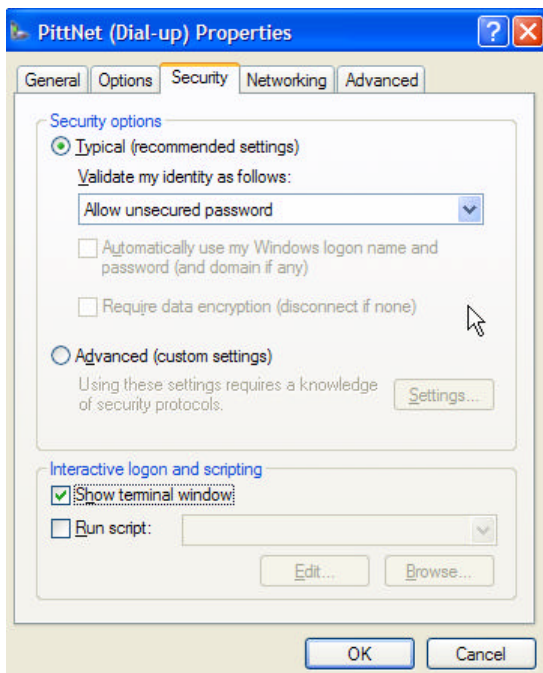 PittNet (Dial-up) Properties
General Options Security Networking Advanced
Security options
Typical (recommended settings)
Validate my identity as follows:
Allow unsecured password
Automatically use my Windows logon name and
password (and domain if any)
Require data encryption (disconnect if none)
Advanced (custom settings)
Using these settings requires a knowledge
of security protocols.
Settings...
Interactive logon and scripting
Show terminal window
Run script:
Edit... Browse...
OK Cancel